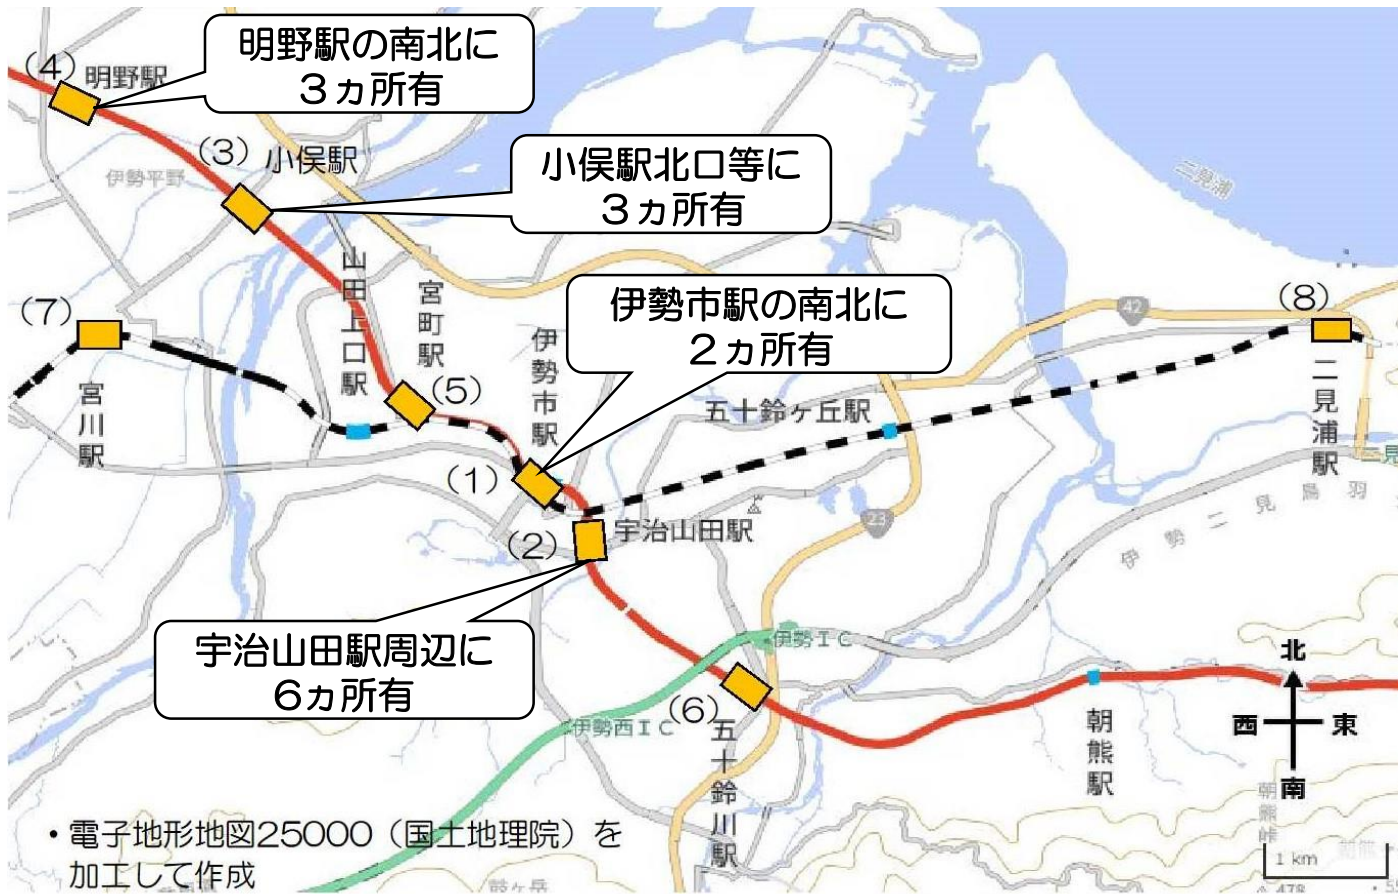 明野駅の南北に
３ヵ所有
(4)
明野駅
(3)
小俣駅
伊勢平野
小俣駅北口等に
３ヵ所有
二見浦
山田上口駅
宮町駅
伊勢市駅の南北に
２ヵ所有
伊勢市駅
(7)
宮川駅
(5)
42
(8)
二見浦駅
五十鈴ヶ丘駅
(1)
(2)
宇治山田駅
23
伊勢二見鳥羽
宇治山田駅周辺に
６ヵ所有
伊勢ＩＣ
伊勢西ＩＣ
(6)
五十鈴川駅
朝熊駅
北
西
東
南
朝熊峠
・電子地形地図25000（国土地理院）を
加工して作成
鼓ヶ岳
1 km